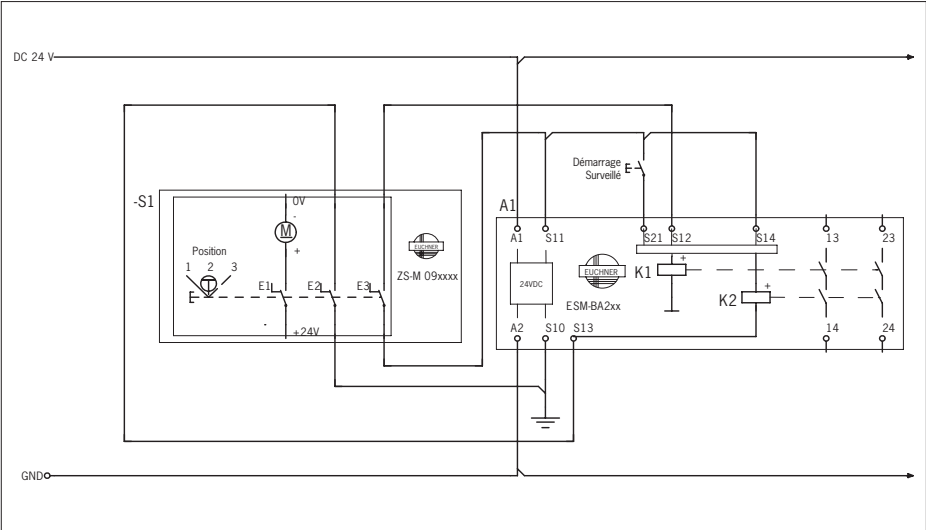 DC 24 V
Démarrage
Surveillé
-S1
0V
A1
-
M
A1 S11 S21 S12 S14 13 23
EUCHNER
+
Position
1 2 3
ZS-M 09xxxx
EUCHNER
K1
+
24VDC
E1 E2 E3
ESM-BA2xx
K2
+
+24V
A2 S10 S13 14 24
GND